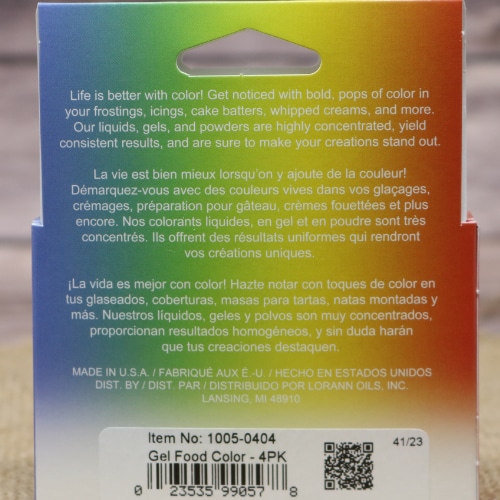 Life is better with color! Get noticed with bold, pops of color in
your frostings, icings, cake batters, whipped creams, and more.
Our liquids, gels, and powders are highly concentrated, yield
consistent results, and are sure to make your creations stand out.
La vie est bien mieux lorsqu'on y ajoute de la couleur!
Démarquez-vous avec des couleurs vives dans vos glaçages,
crémages, préparation pour gâteau, crèmes fouettées et plus
encore. Nos colorants liquides, en gel et en poudre sont très
concentrés. Ils offrent des résultats uniformes qui rendront
vos créations uniques.
¡La vida es mejor con color! Hazte notar con toques de color en
tus glaseados, coberturas, masas para tartas, natas montadas y
más. Nuestros líquidos, geles y polvos son muy concentrados,
proporcionan resultados homogéneos, y sin duda harán
que tus creaciones destaquen.
MADE IN U.S.A. / FABRIQUÉ AUX É.-U. / HECHO EN ESTADOS UNIDOS
DIST. BY / DIST. PAR / DISTRIBUIDO POR LORANN OILS, INC.
LANSING, MI 48910
Item No: 1005-0404
Gel Food Color - 4PK
41/23
0 23535 99057 8